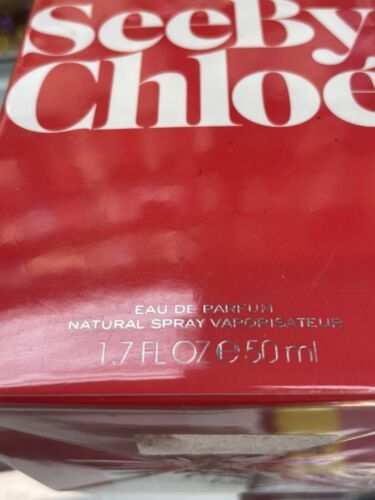 SeeBy
Chloé
EAU DE PARFUM
NATURAL SPRAY VAPORISATEUR
1.7 FL OZ ℮ 50 ml